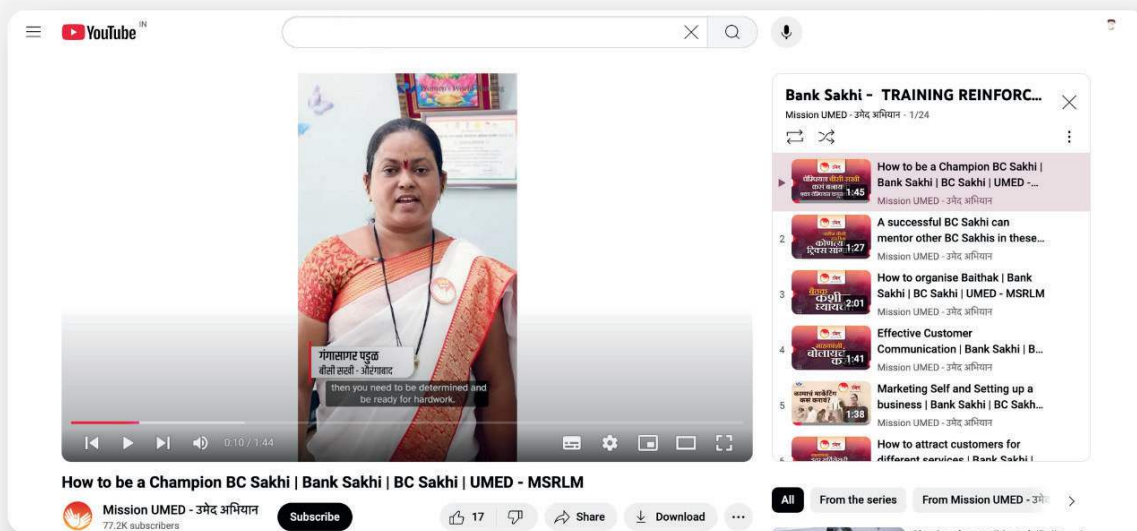 YouTube IN
Women's World Banking
गंगासागर पडुळ
बीसी सखी - औरंगाबाद
then you need to be determined and
be ready for hardwork.
0:10 / 1:44
How to be a Champion BC Sakhi | Bank Sakhi | BC Sakhi | UMED - MSRLM
Mission UMED - उमेद अभियान
77.2K subscribers
Subscribe
17
Share
Download
Bank Sakhi - TRAINING REINFORC...
Mission UMED - उमेद अभियान - 1/24
1:45
How to be a Champion BC Sakhi |
Bank Sakhi | BC Sakhi | UMED -...
Mission UMED - उमेद अभियान
2
1:27
A successful BC Sakhi can
mentor other BC Sakhis in these...
Mission UMED - उमेद अभियान
3
बैठक
कशी
2:01
How to organise Baithak | Bank
Sakhi | BC Sakhi | UMED - MSRLM
Mission UMED - उमेद अभियान
4
1:41
Effective Customer
Communication | Bank Sakhi | B...
Mission UMED - उमेद अभियान
5
1:38
Marketing Self and Setting up a
business | Bank Sakhi | BC Sakh...
Mission UMED - उमेद अभियान
How to attract customers for
different services | Bank Sakhi |
All
From the series
From Mission UMED - उमे